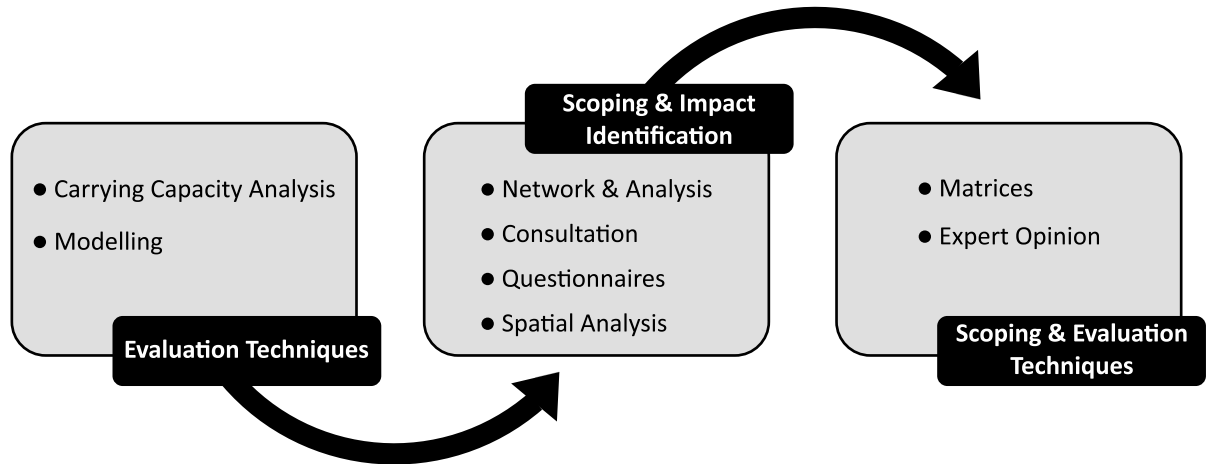 ● Carrying Capacity Analysis
● Modelling
Evaluation Techniques
Scoping & Impact
Identification
● Network & Analysis
● Consultation
● Questionnaires
● Spatial Analysis
● Matrices
● Expert Opinion
Scoping & Evaluation
Techniques